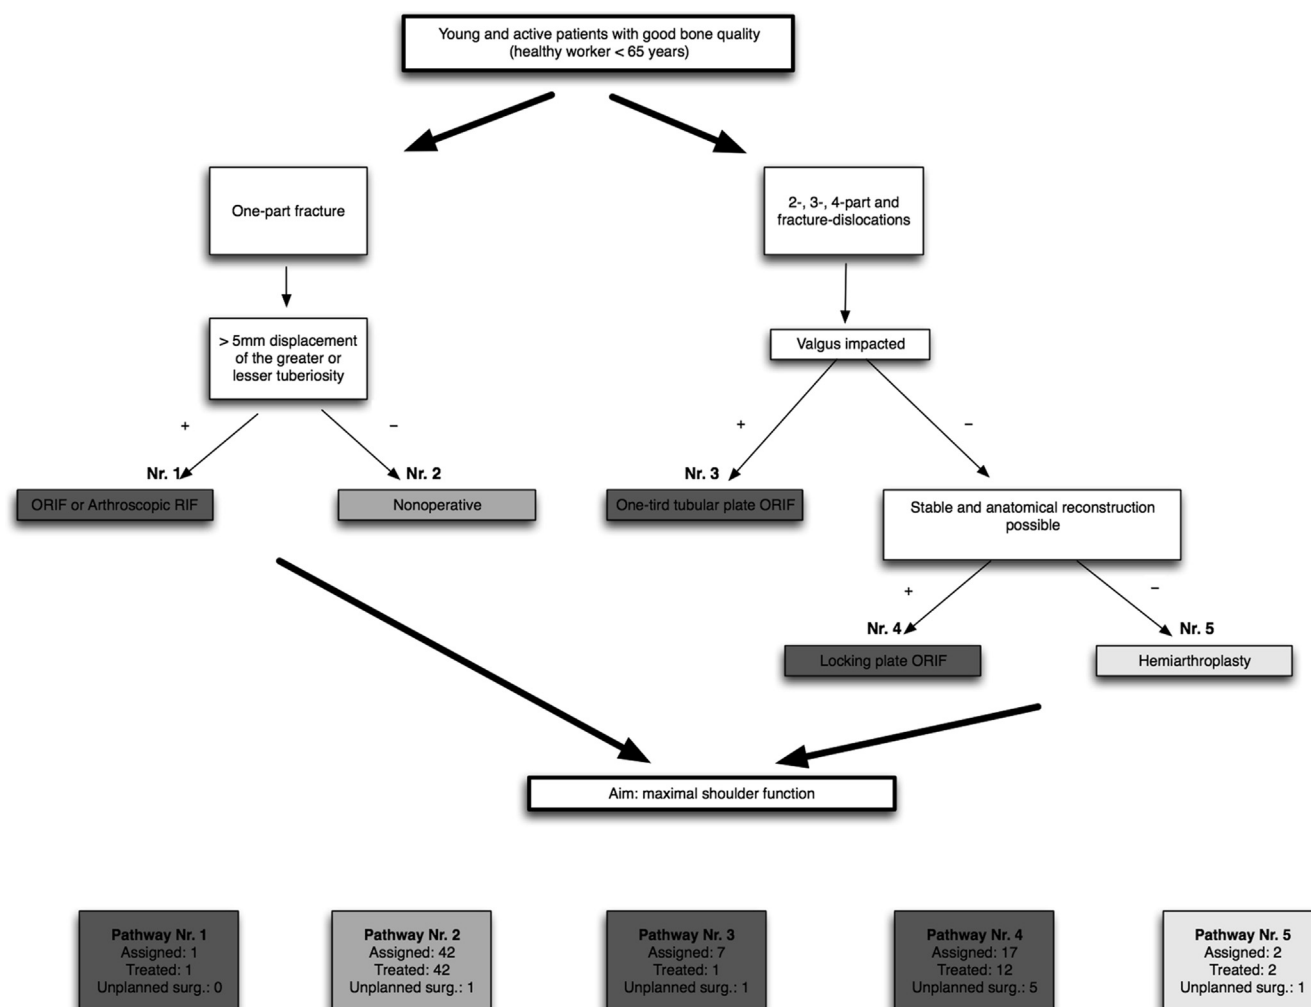 Young and active patients with good bone quality
(healthy worker < 65 years)
One-part fracture
2-, 3-, 4-part and
fracture-dislocations
> 5mm displacement
of the greater or
lesser tuberiosity
Valgus impacted
+
–
+
–
Nr. 1
Nr. 2
Nr. 3
ORIF or Arthroscopic RIF
Nonoperative
One-tird tubular plate ORIF
Stable and anatomical reconstruction
possible
+
–
Nr. 4
Nr. 5
Locking plate ORIF
Hemiarthroplasty
Aim: maximal shoulder function
Pathway Nr. 1
Assigned: 1
Treated: 1
Unplanned surg.: 0
Pathway Nr. 2
Assigned: 42
Treated: 42
Unplanned surg.: 1
Pathway Nr. 3
Assigned: 7
Treated: 1
Unplanned surg.: 1
Pathway Nr. 4
Assigned: 17
Treated: 12
Unplanned surg.: 5
Pathway Nr. 5
Assigned: 2
Treated: 2
Unplanned surg.: 1